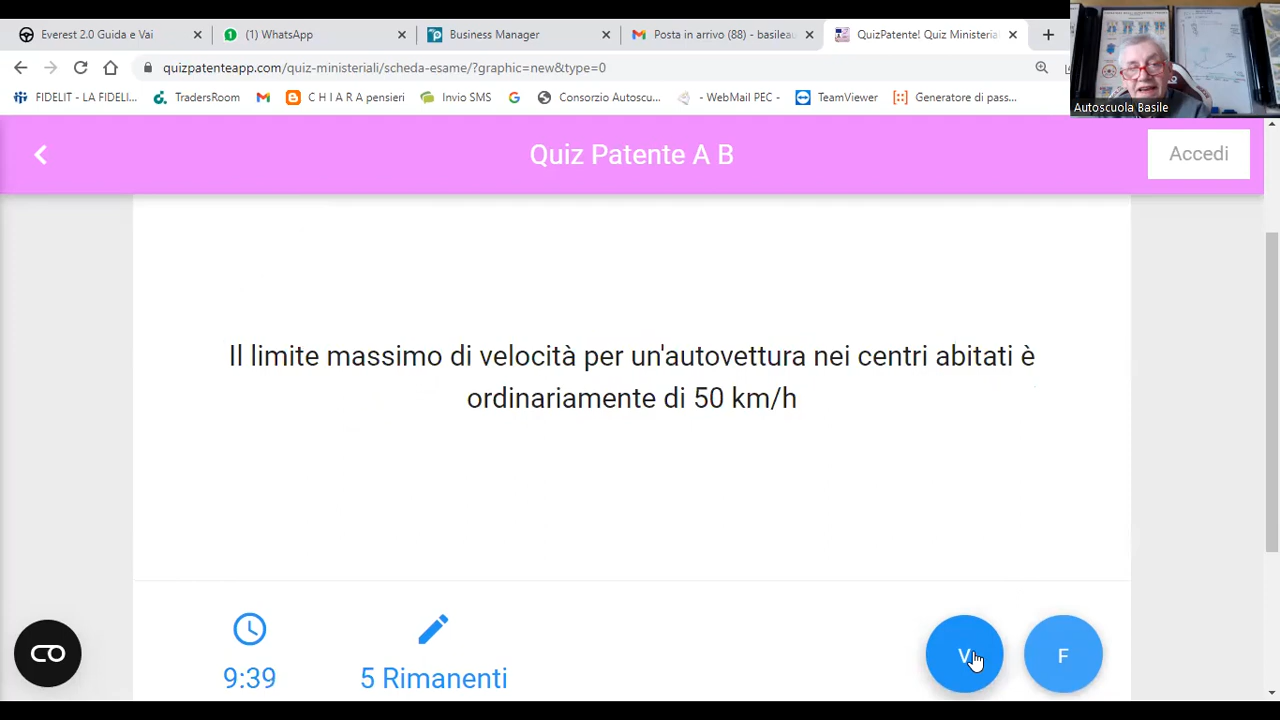 Everest 2.0 Guida e Vai
(1) WhatsApp
Business Manager
Posta in arrivo (88) - basileau
QuizPatente! Quiz Ministeria
quizpatenteapp.com/quiz-ministeriali/scheda-esame/?graphic=new&type=0
FIDELIT - LA FIDELI...
TradersRoom
C H I A R A pensieri
Invio SMS
Consorzio Autoscu...
- WebMail PEC -
TeamViewer
Generatore di pass...
Autoscuola Basile
Quiz Patente A B
Accedi
Il limite massimo di velocità per un'autovettura nei centri abitati è
ordinariamente di 50 km/h
9:39
5 Rimanenti
V
F